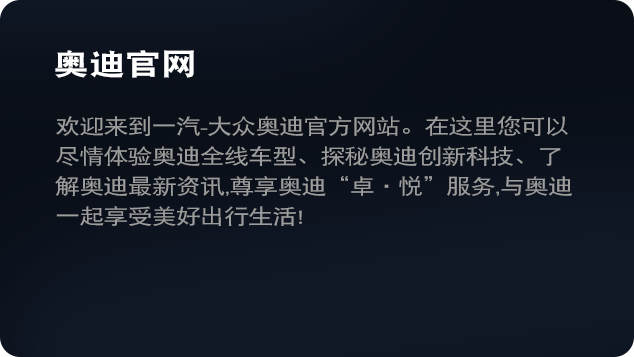 奥迪官网
欢迎来到一汽-大众奥迪官方网站。在这里您可以
尽情体验奥迪全线车型、探秘奥迪创新科技、了
解奥迪最新资讯,尊享奥迪“卓·悦”服务,与奥迪
一起享受美好出行生活!